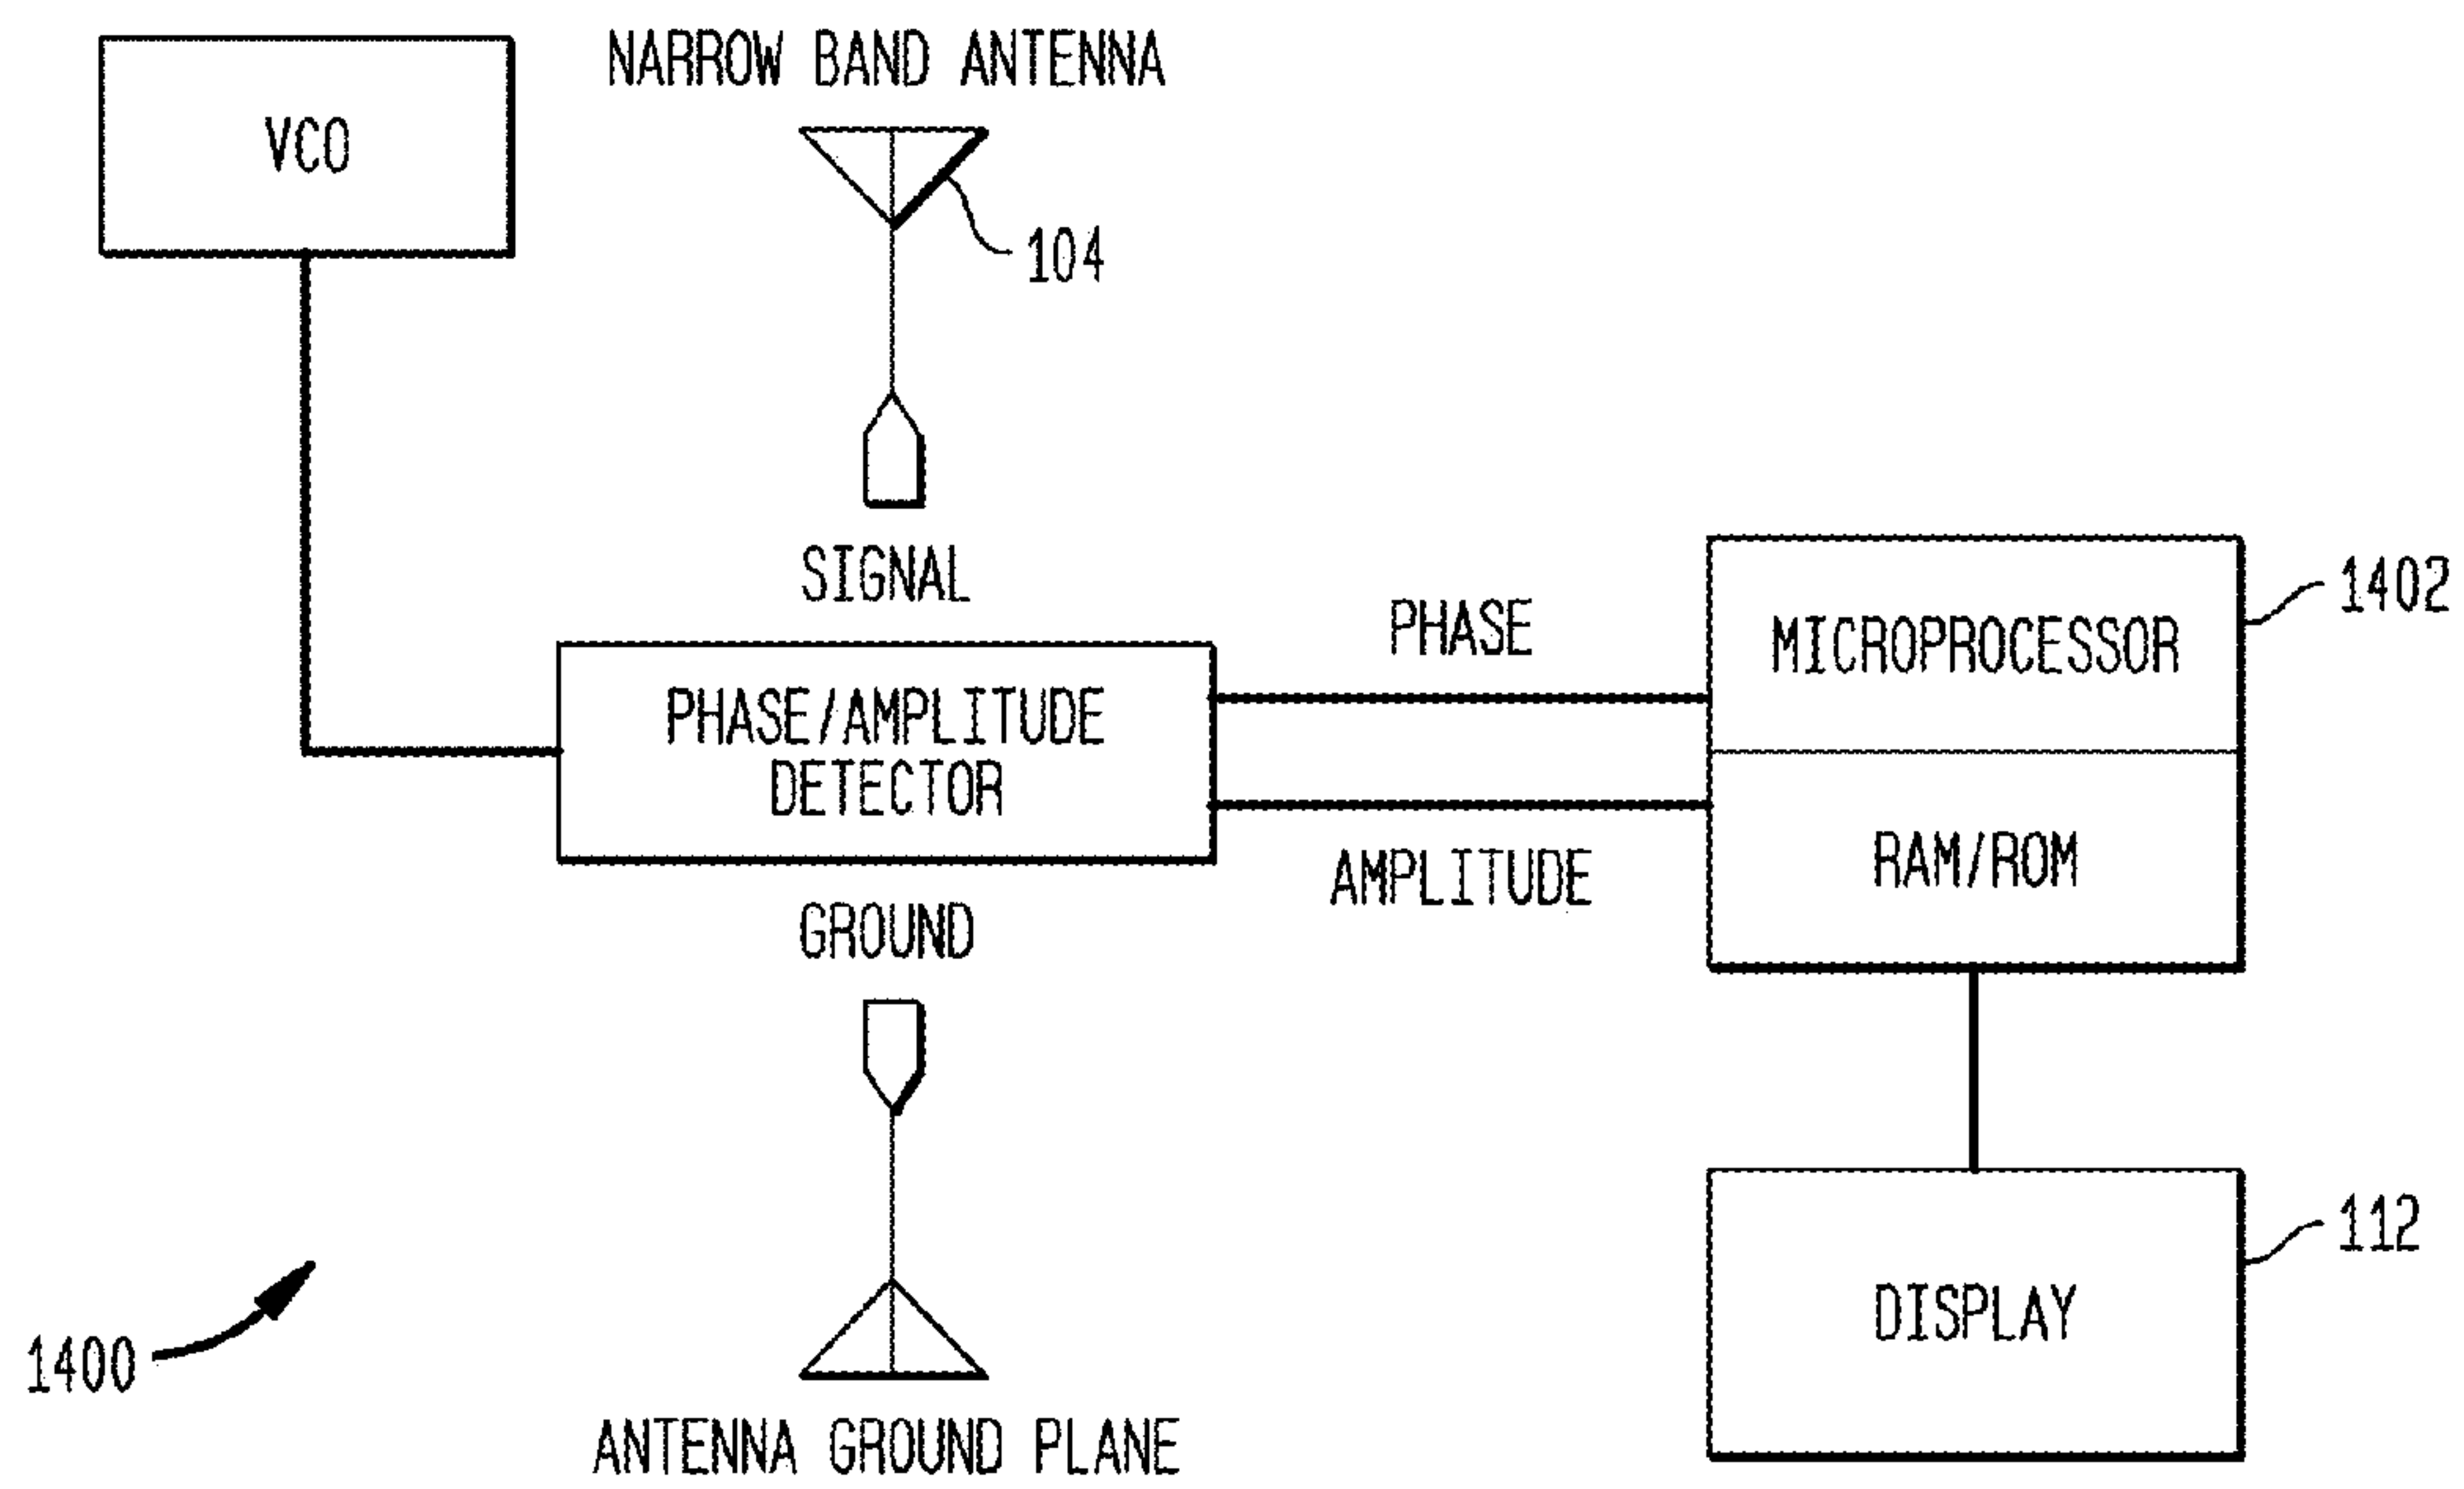 VCO
NARROW BAND ANTENNA
104
SIGNAL
PHASE/AMPLITUDE
DETECTOR
GROUND
PHASE
AMPLITUDE
MICROPROCESSOR
1402
RAM/ROM
DISPLAY
112
1400
ANTENNA GROUND PLANE